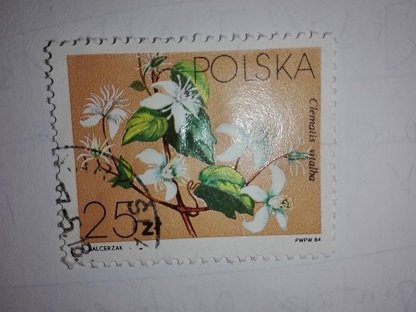 POLSKA
Clematis vitalba
25 zł
PWPW 84